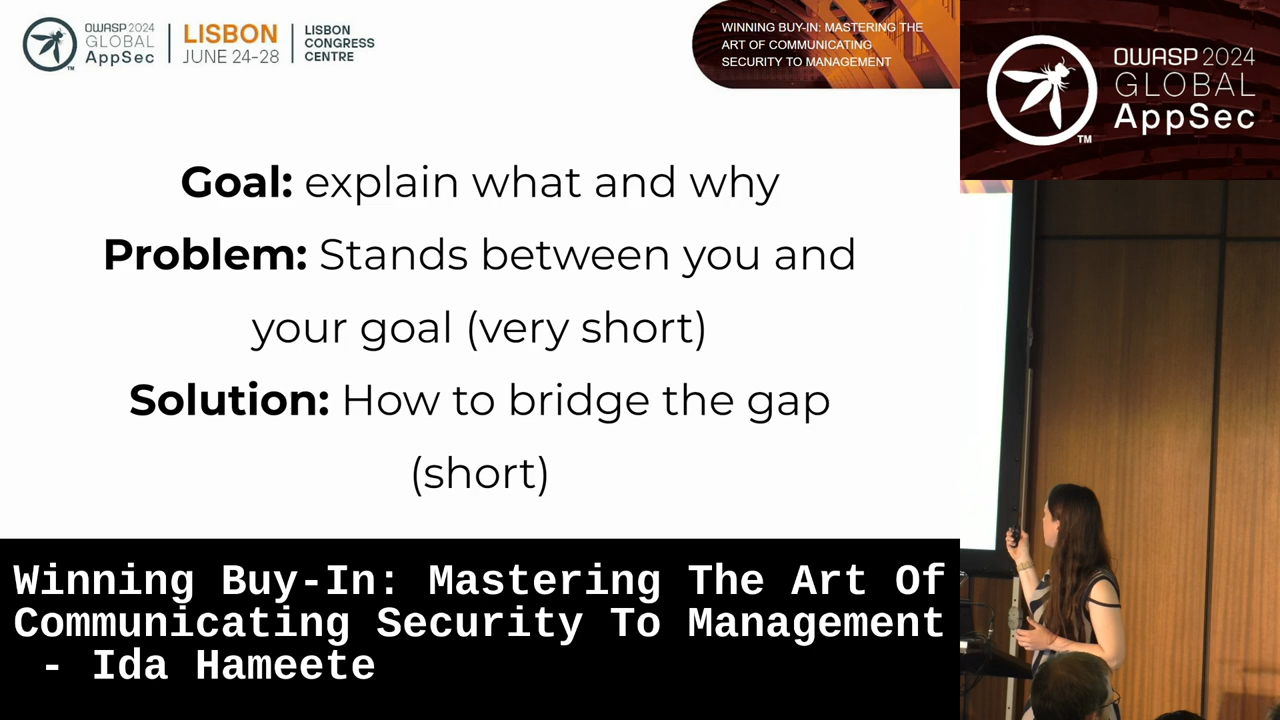 OWASP 2024
GLOBAL
AppSec
TM
LISBON
JUNE 24-28
LISBON
CONGRESS
CENTRE
WINNING BUY-IN: MASTERING THE
ART OF COMMUNICATING
SECURITY TO MANAGEMENT
OWASP 2024
GLOBAL
AppSec
TM
Goal: explain what and why
Problem: Stands between you and
your goal (very short)
Solution: How to bridge the gap
(short)
Winning Buy-In: Mastering The Art Of
Communicating Security To Management
- Ida Hameete